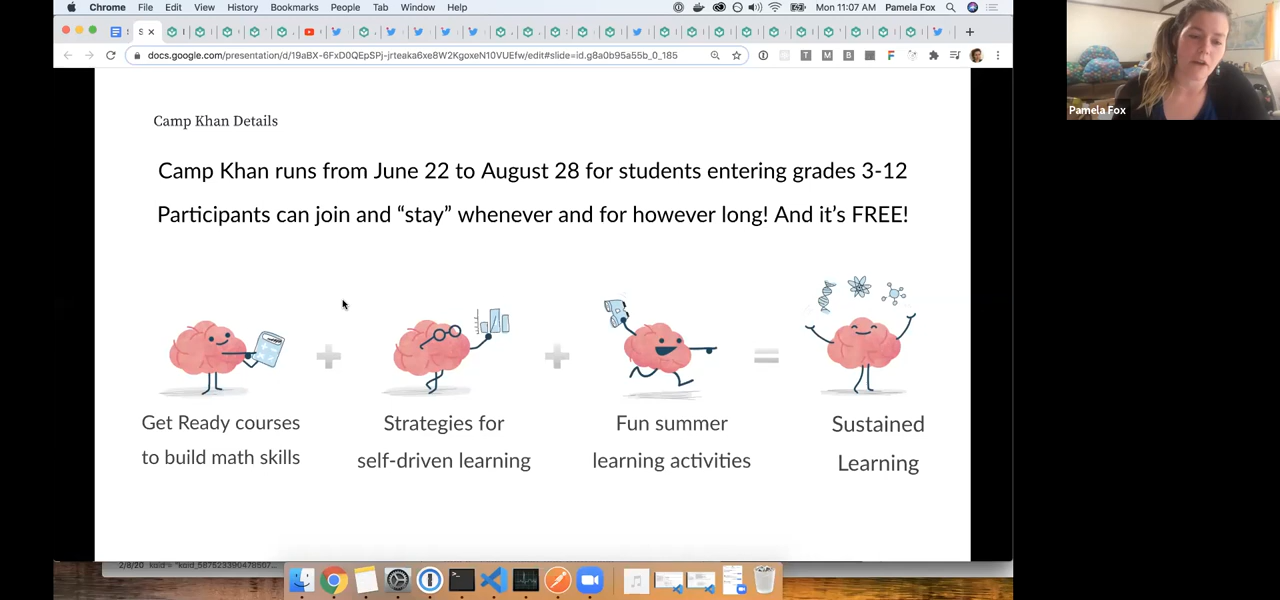 Chrome File Edit View History Bookmarks People Tab Window Help Mon 11:07 AM Pamela Fox
docs.google.com/presentation/d/19aBX-6FxD0QEpSPj-jrteaka6xe8W2KgoxeN10VUEfw/edit#slide=id.g8a0b95a55b_0_185
Pamela Fox
Camp Khan Details
Camp Khan runs from June 22 to August 28 for students entering grades 3-12
Participants can join and “stay” whenever and for however long! And it’s FREE!
Get Ready courses
to build math skills
Strategies for
self-driven learning
Fun summer
learning activities
Sustained
Learning